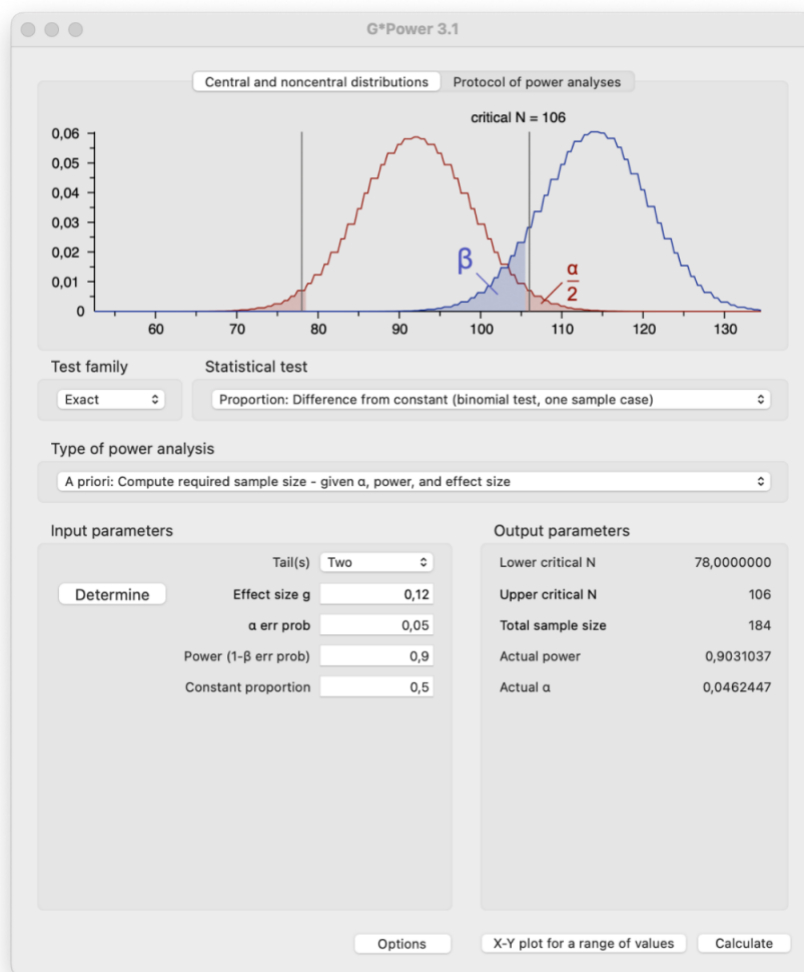 G*Power 3.1
Central and noncentral distributions Protocol of power analyses
critical N = 106
0,06
0,05
0,04
0,03
0,02
0,01
0
β
α
2
60 70 80 90 100 110 120 130
Test family Statistical test
Exact Proportion: Difference from constant (binomial test, one sample case)
Type of power analysis
A priori: Compute required sample size - given α, power, and effect size
Input parameters
Tail(s) Two
Determine Effect size g 0,12
α err prob 0,05
Power (1-β err prob) 0,9
Constant proportion 0,5
Output parameters
Lower critical N 78,0000000
Upper critical N 106
Total sample size 184
Actual power 0,9031037
Actual α 0,0462447
Options X-Y plot for a range of values Calculate